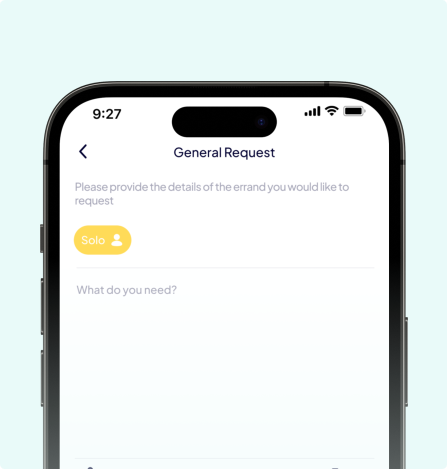 9:27
General Request
Please provide the details of the errand you would like to
request
Solo
What do you need?